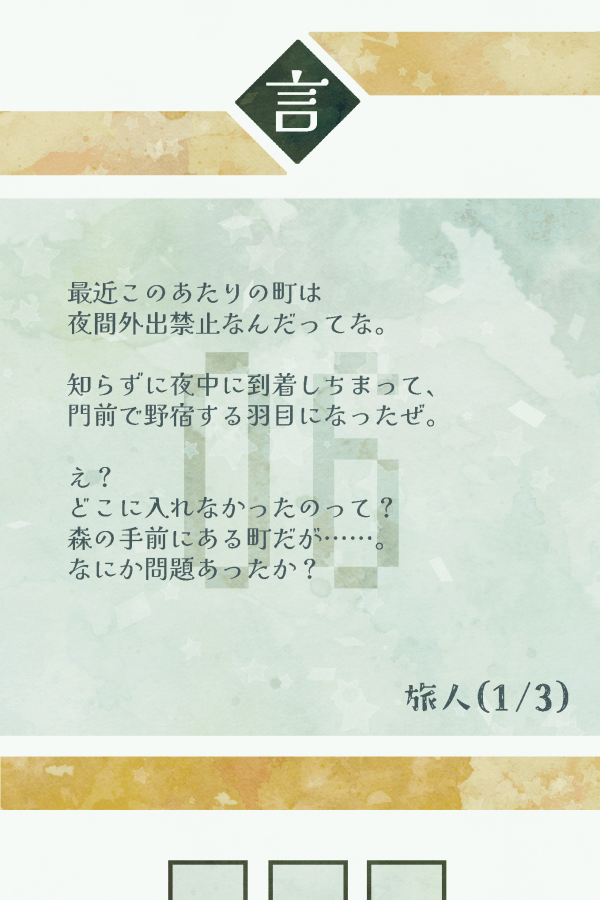 言
最近このあたりの町は
夜間外出禁止なんだってな。
知らずに夜中に到着しちまって、
門前で野宿する羽目になったぜ。
え？
どこに入れなかったのって？
森の手前にある町だが……。
なにか問題あったか？
06
旅人(1/3)